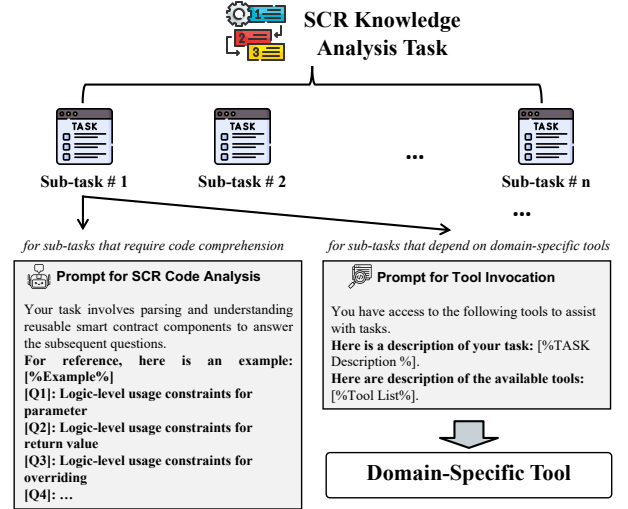 1
2
3
SCR Knowledge
Analysis Task
TASK
TASK
TASK
Sub-task # 1
Sub-task # 2
...
Sub-task # n
...
for sub-tasks that require code comprehension
Prompt for SCR Code Analysis
Your task involves parsing and understanding
reusable smart contract components to answer
the subsequent questions.
For reference, here is an example:
[%Example%]
[Q1]: Logic-level usage constraints for
parameter
[Q2]: Logic-level usage constraints for
return value
[Q3]: Logic-level usage constraints for
overriding
[Q4]: …
for sub-tasks that depend on domain-specific tools
Prompt for Tool Invocation
You have access to the following tools to assist
with tasks.
Here is a description of your task: [%TASK
Description %].
Here are description of the available tools:
[%Tool List%].
Domain-Specific Tool